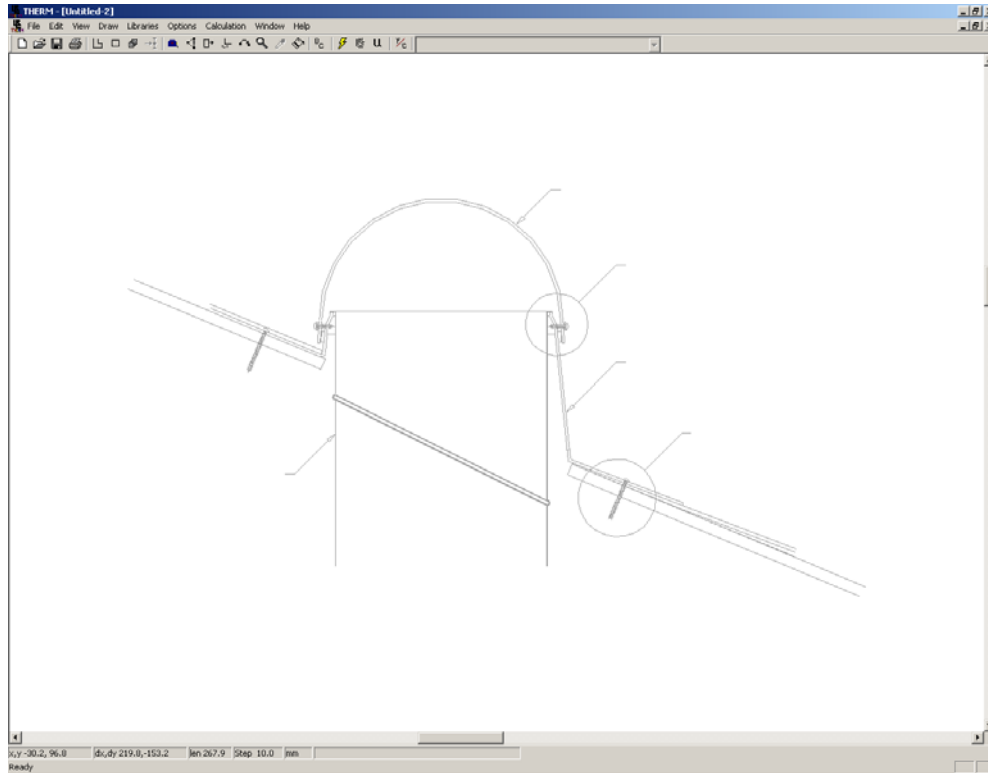 THERM - [Untitled-2]
File Edit View Draw Libraries Options Calculation Window Help
x,y -30.2, 96.8 dx,dy 219.8,-153.2 len 267.9 Step 10.0 mm
Ready